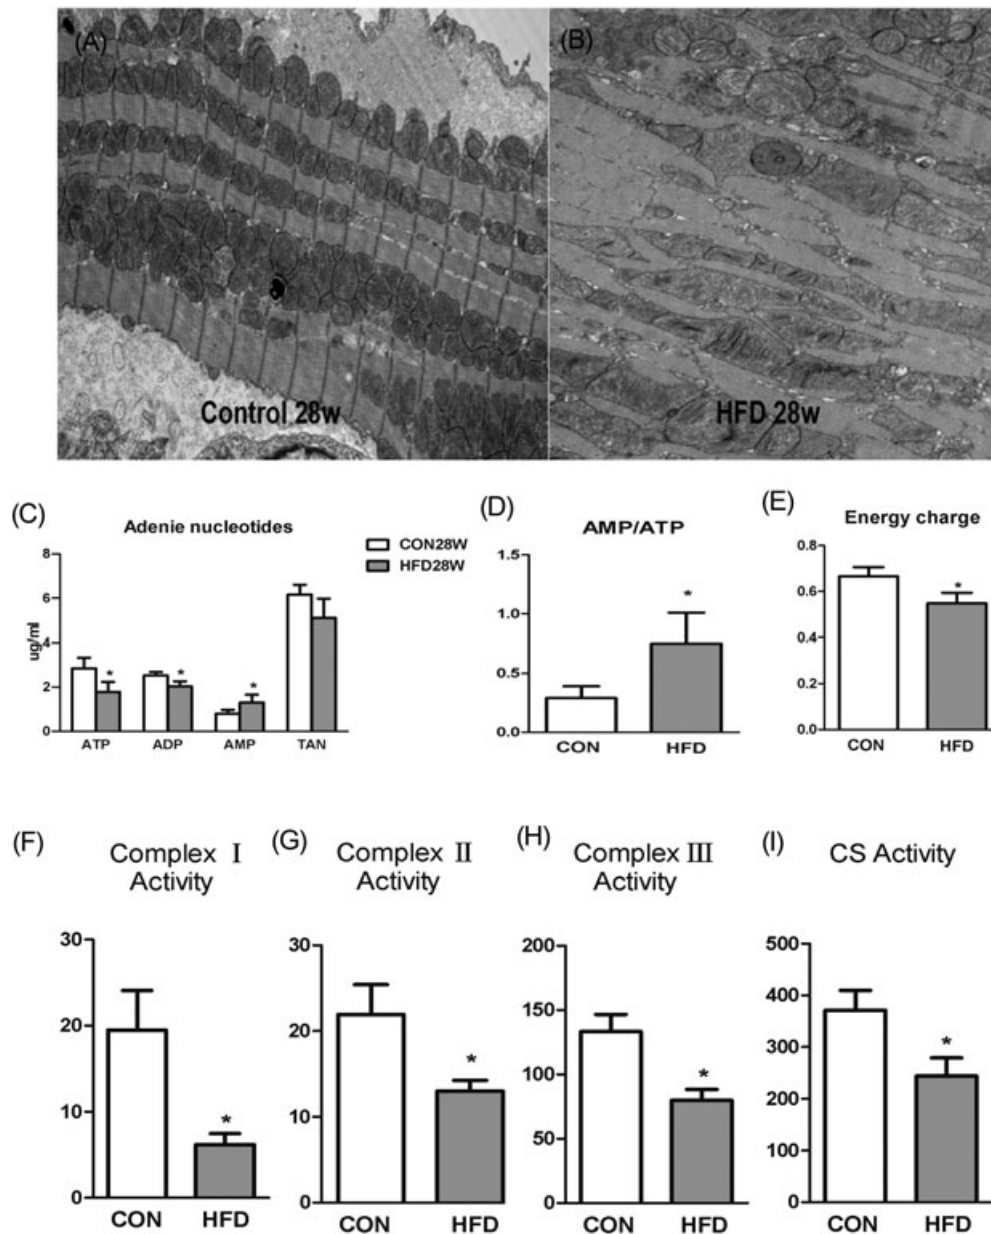 (A)
(B)
Control 28w
HFD 28w
(C)
Adenie nucleotides
CON28W
HFD28W
8
6
4
2
0
ug/ml
*
*
*
ATP
ADP
AMP
TAN
(D)
AMP/ATP
1.5
1.0
0.5
0.0
*
CON
HFD
(E)
Energy charge
0.8
0.6
0.4
0.2
0.0
*
CON
HFD
(F)
Complex I
Activity
30
20
10
0
*
CON
HFD
(G)
Complex II
Activity
30
20
10
0
*
CON
HFD
(H)
Complex III
Activity
200
150
100
50
0
*
CON
HFD
(I)
CS Activity
500
400
300
200
100
0
*
CON
HFD